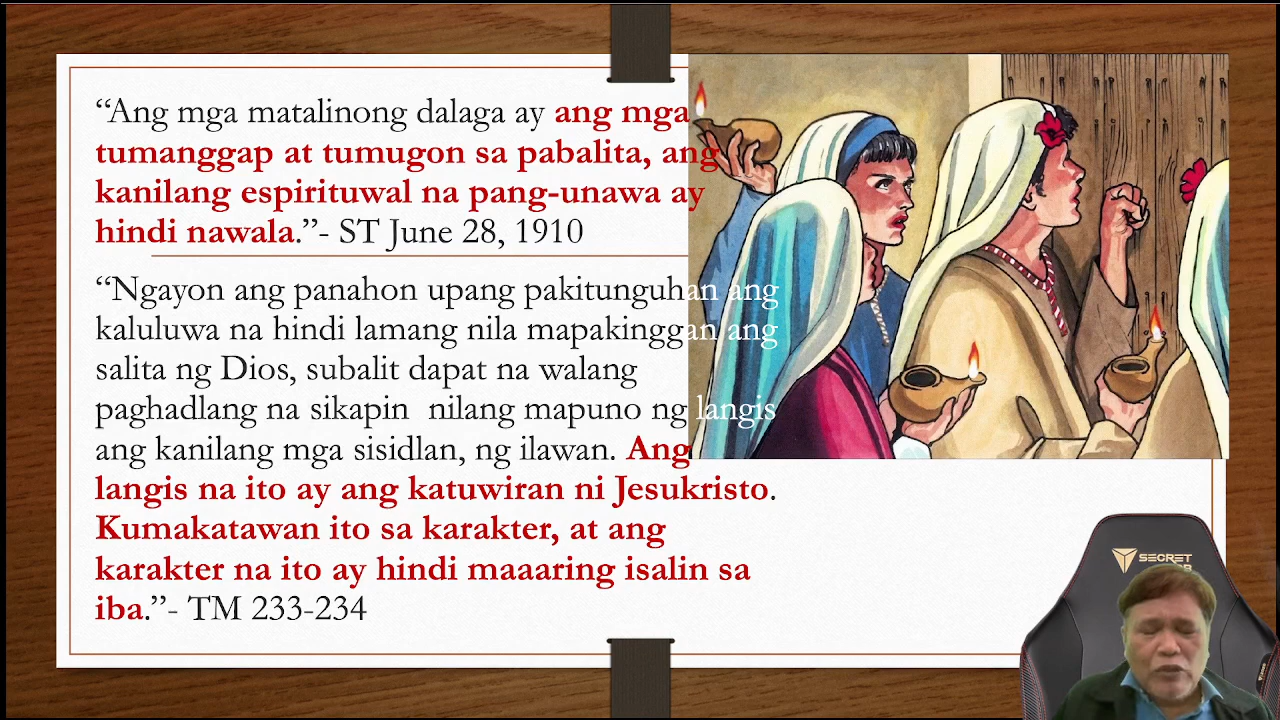 “Ang mga matalinong dalaga ay ang mga
tumanggap at tumugon sa pabalita, ang
kanilang espirituwal na pang-unawa ay
hindi nawala.”- ST June 28, 1910
“Ngayon ang panahon upang pakitunguhan ang
kaluluwa na hindi lamang nila mapakinggan ang
salita ng Dios, subalit dapat na walang
paghadlang na sikapin nilang mapuno ng langis
ang kanilang mga sisidlan, ng ilawan. Ang
langis na ito ay ang katuwiran ni Jesukristo.
Kumakatawan ito sa karakter, at ang
karakter na ito ay hindi maaaring isalin sa
iba.”- TM 233-234
SECRET